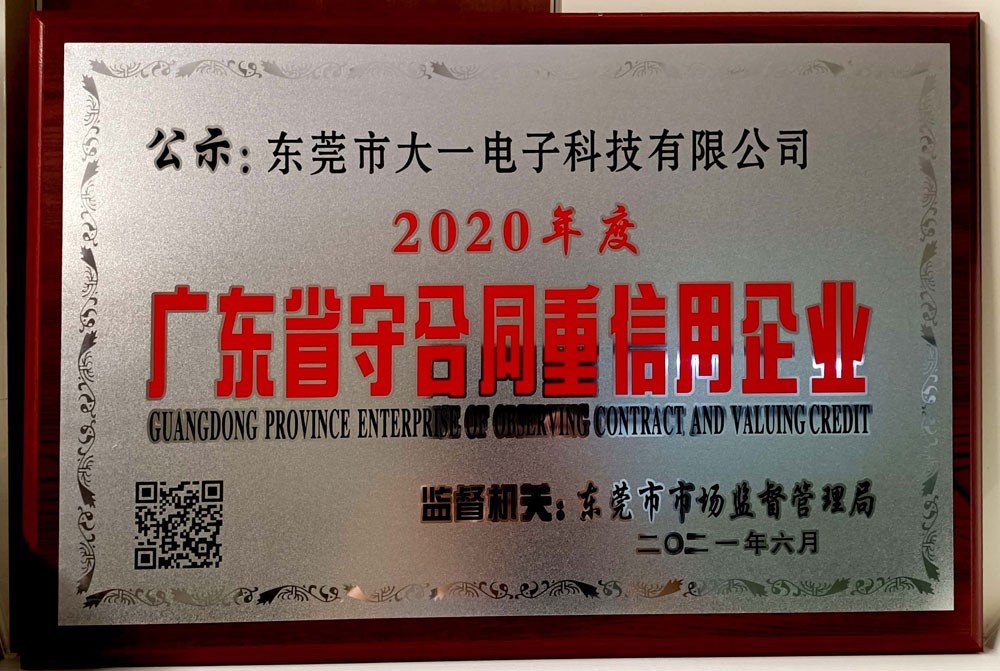 公示：东莞市大一电子科技有限公司
2020年度
广东省守合同重信用企业
GUANGDONG PROVINCE ENTERPRISE OF OBSERVING CONTRACT AND VALUING CREDIT
监督机关：东莞市市场监督管理局
二〇二一年六月